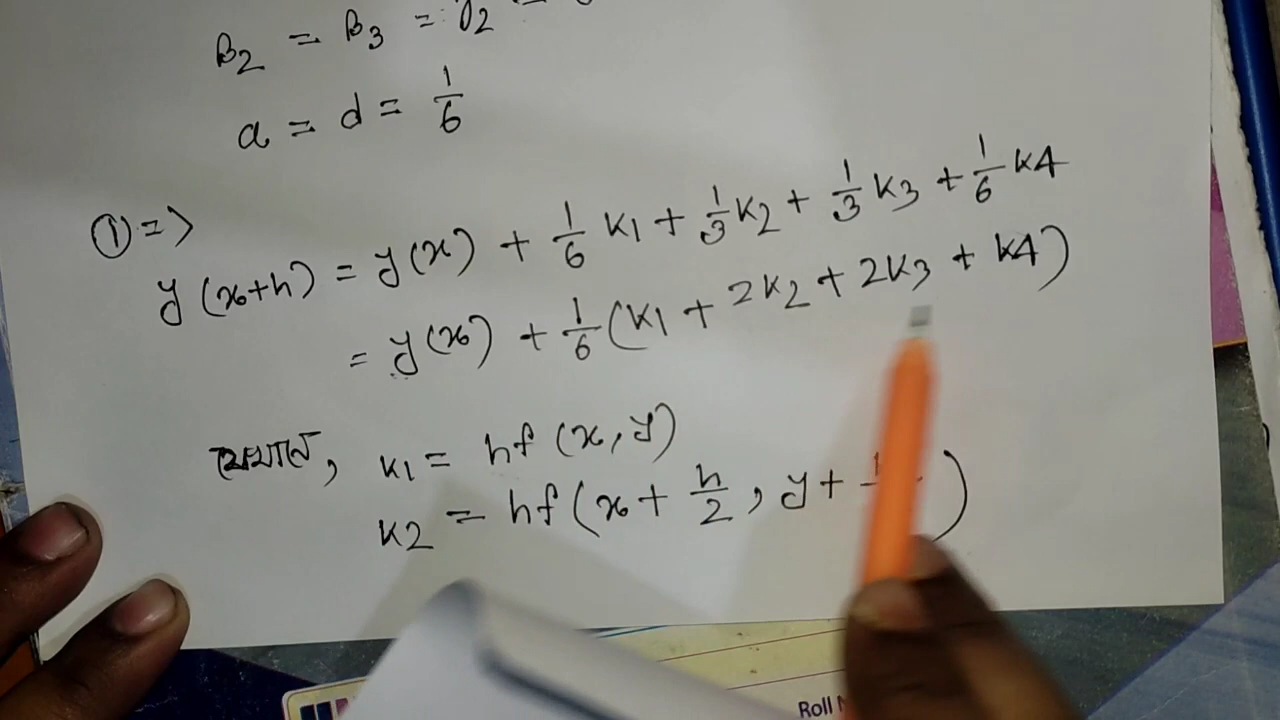 β2 = β3 = γ2 =
a = d = 1/6
① =>
y(x+h) = y(x) + 1/6 K1 + 1/3 K2 + 1/3 K3 + 1/6 K4
= y(x) + 1/6 (K1 + 2K2 + 2K3 + K4)
যেখানে, K1 = hf(x, y)
K2 = hf(x + h/2, y + )
Roll